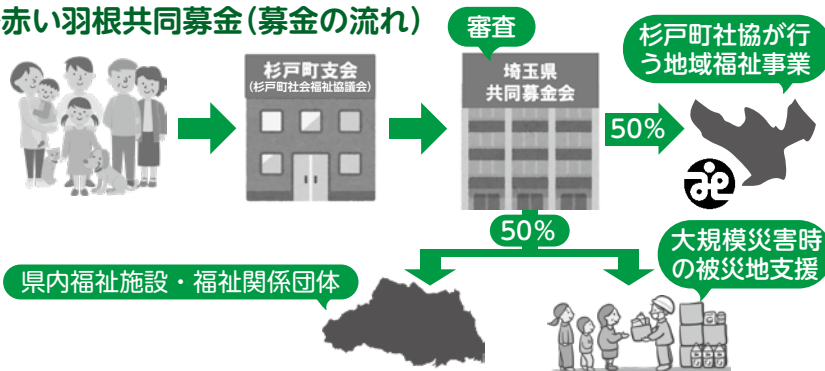 赤い羽根共同募金(募金の流れ)
審査
杉戸町社協が行
う地域福祉事業
杉戸町支会
(杉戸町社会福祉協議会)
埼玉県
共同募金会
50%
50%
大規模災害時
の被災地支援
県内福祉施設・福祉関係団体